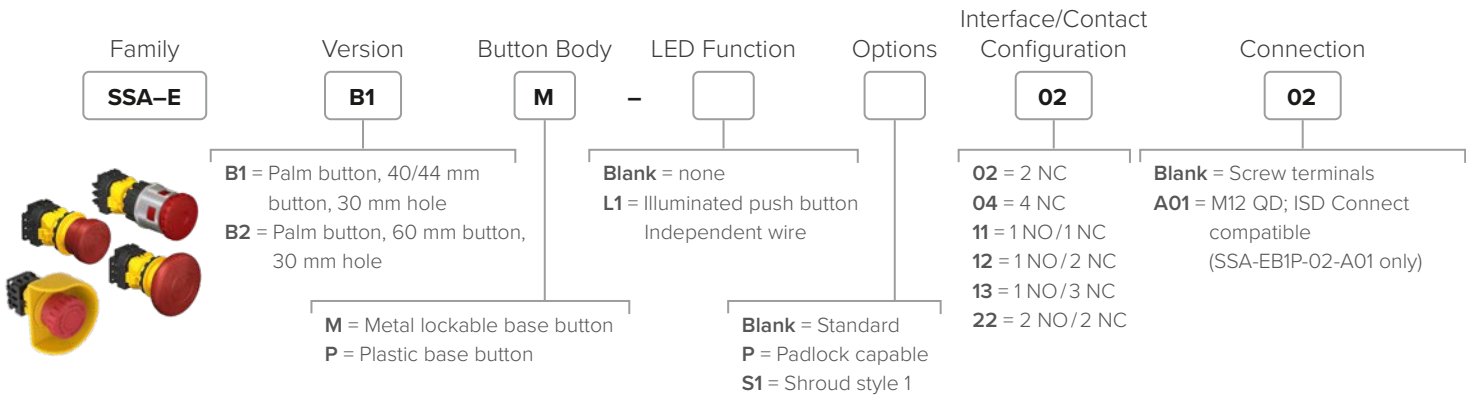 Family
Version
Button Body
LED Function
Options
Interface/Contact
Configuration
Connection
SSA–E
B1
M
–
02
02
B1 = Palm button, 40/44 mm
button, 30 mm hole
B2 = Palm button, 60 mm button,
30 mm hole
Blank = none
L1 = Illuminated push button
Independent wire
02 = 2 NC
04 = 4 NC
11 = 1 NO/1 NC
12 = 1 NO/2 NC
13 = 1 NO/3 NC
22 = 2 NO/2 NC
Blank = Screw terminals
A01 = M12 QD; ISD Connect
compatible
(SSA-EB1P-02-A01 only)
M = Metal lockable base button
P = Plastic base button
Blank = Standard
P = Padlock capable
S1 = Shroud style 1